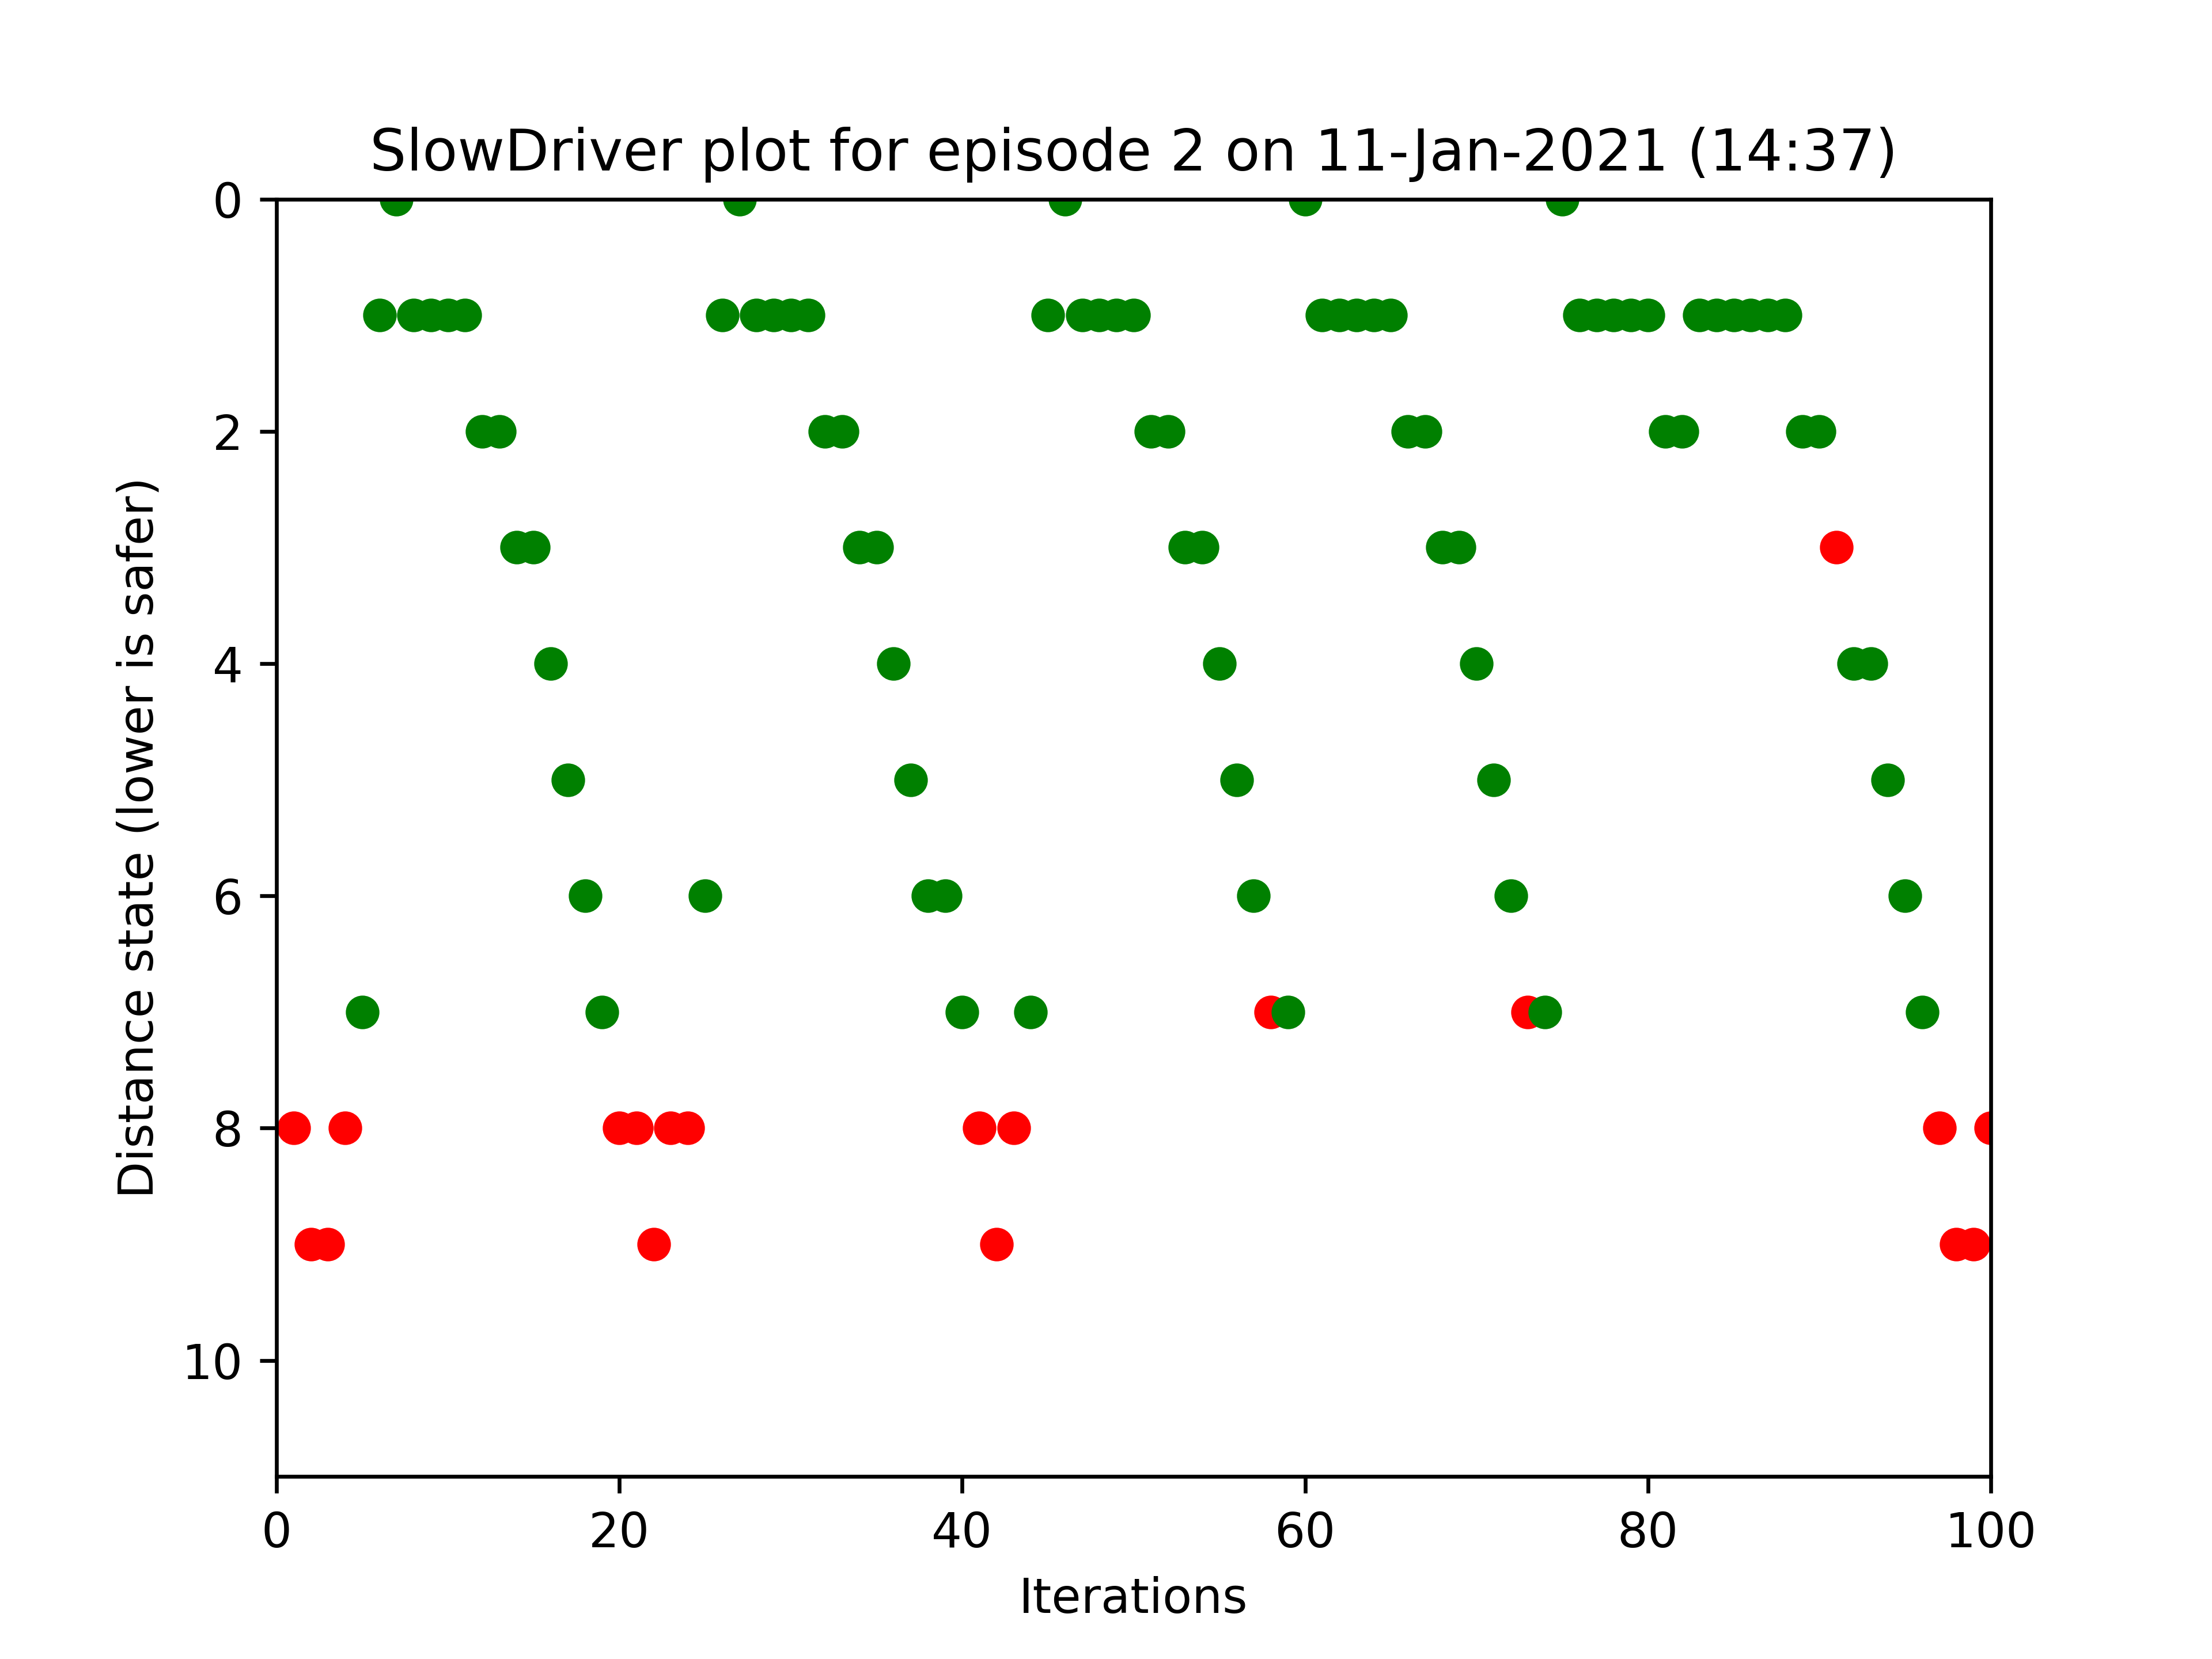 SlowDriver plot for episode 2 on 11-Jan-2021 (14:37)
Distance state (lower is safer)
0
2
4
6
8
10
0 20 40 60 80 100
Iterations